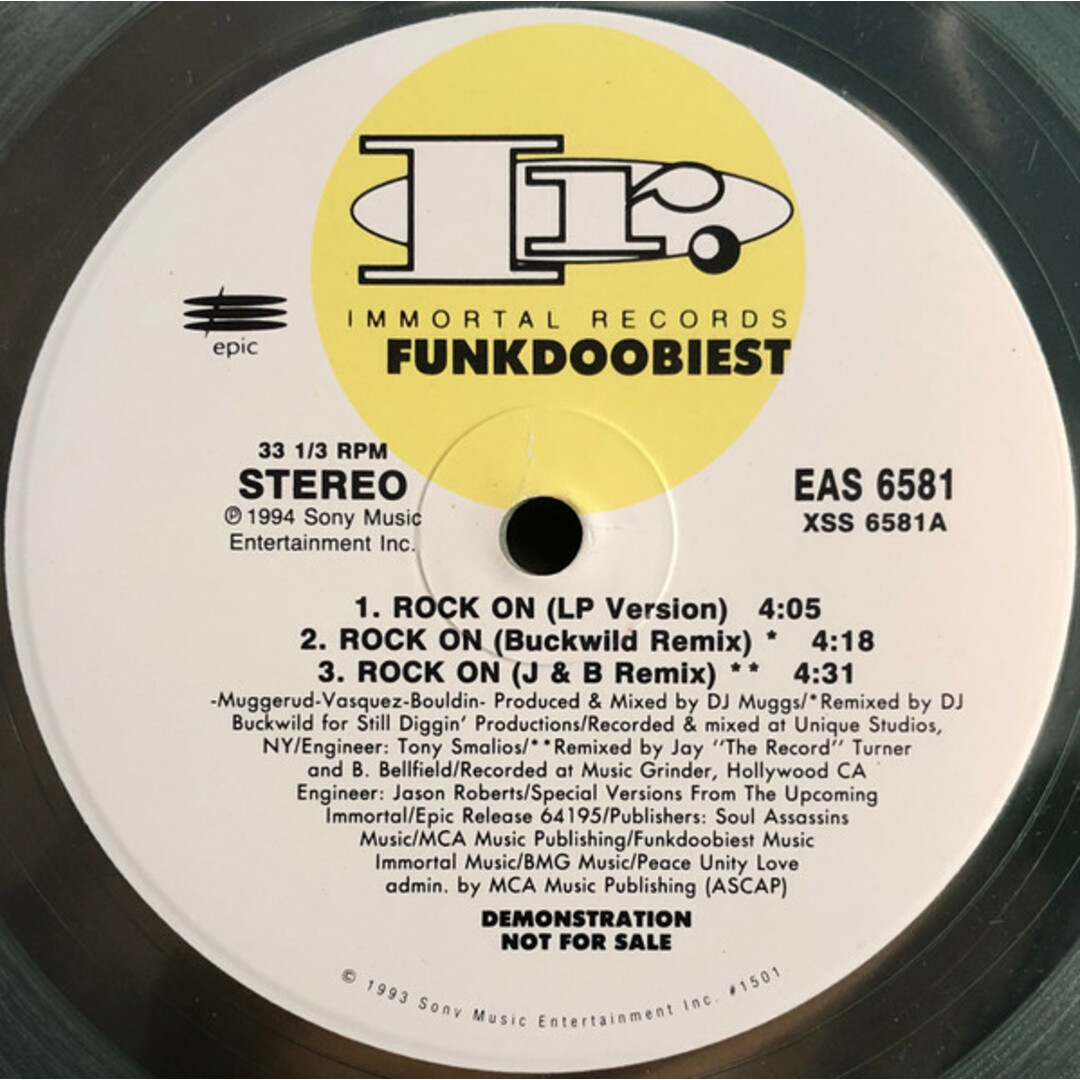 Ir
IMMORTAL RECORDS
FUNKDOOBIEST
epic
33 1/3 RPM
STEREO
℗ 1994 Sony Music
Entertainment Inc.
EAS 6581
XSS 6581A
1. ROCK ON (LP Version) 4:05
2. ROCK ON (Buckwild Remix) * 4:18
3. ROCK ON (J & B Remix) ** 4:31
-Muggerud-Vasquez-Bouldin- Produced & Mixed by DJ Muggs/*Remixed by DJ
Buckwild for Still Diggin' Productions/Recorded & mixed at Unique Studios,
NY/Engineer: Tony Smalios/**Remixed by Jay "The Record" Turner
and B. Bellfield/Recorded at Music Grinder, Hollywood CA
Engineer: Jason Roberts/Special Versions From The Upcoming
Immortal/Epic Release 64195/Publishers: Soul Assassins
Music/MCA Music Publishing/Funkdoobiest Music
Immortal Music/BMG Music/Peace Unity Love
admin. by MCA Music Publishing (ASCAP)
DEMONSTRATION
NOT FOR SALE
© 1993 Sony Music Entertainment Inc. #1501